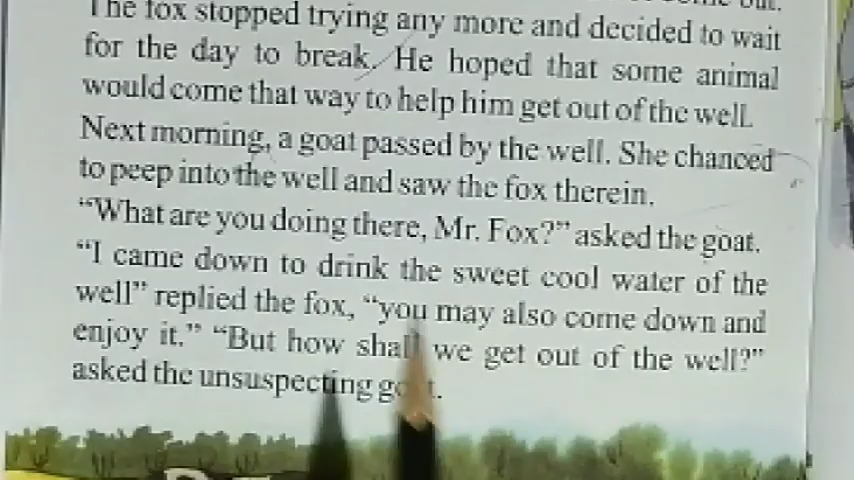 out.
The fox stopped trying any more and decided to wait
for the day to break. He hoped that some animal
would come that way to help him get out of the well.
Next morning, a goat passed by the well. She chanced
to peep into the well and saw the fox therein.
“What are you doing there, Mr. Fox?” asked the goat.
“I came down to drink the sweet cool water of the
well” replied the fox, “you may also come down and
enjoy it.” “But how shall we get out of the well?”
asked the unsuspecting goat.